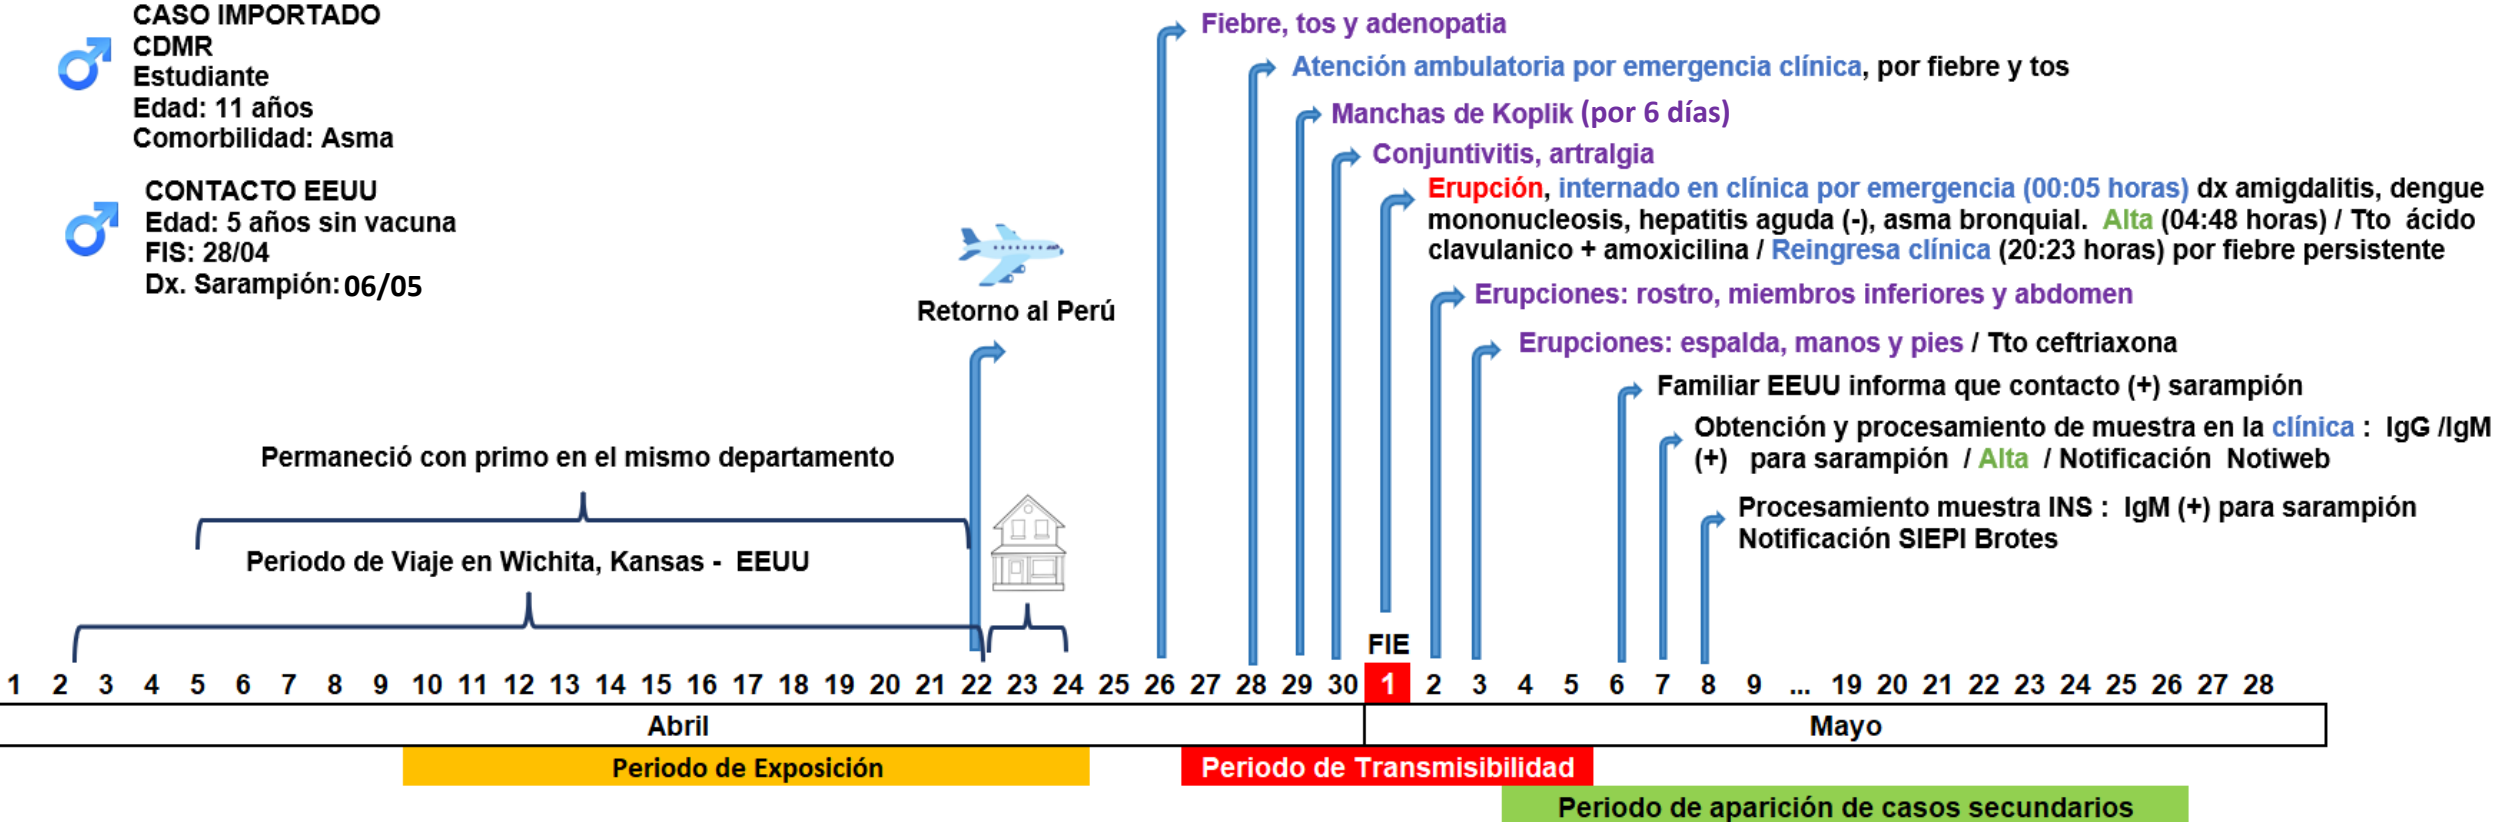 CASO IMPORTADO
CDMR
Estudiante
Edad: 11 años
Comorbilidad: Asma
CONTACTO EEUU
Edad: 5 años sin vacuna
FIS: 28/04
Dx. Sarampión: 06/05
Retorno al Perú
Permaneció con primo en el mismo departamento
Periodo de Viaje en Wichita, Kansas - EEUU
Fiebre, tos y adenopatia
Atención ambulatoria por emergencia clínica, por fiebre y tos
Manchas de Koplik (por 6 días)
Conjuntivitis, artralgia
Erupción, internado en clínica por emergencia (00:05 horas) dx amigdalitis, dengue
mononucleosis, hepatitis aguda (-), asma bronquial. Alta (04:48 horas) / Tto ácido
clavulanico + amoxicilina / Reingresa clínica (20:23 horas) por fiebre persistente
Erupciones: rostro, miembros inferiores y abdomen
Erupciones: espalda, manos y pies / Tto ceftriaxona
Familiar EEUU informa que contacto (+) sarampión
Obtención y procesamiento de muestra en la clínica : IgG /IgM
(+) para sarampión / Alta / Notificación Notiweb
Procesamiento muestra INS : IgM (+) para sarampión
Notificación SIEPI Brotes
FIE
1 2 3 4 5 6 7 8 9 10 11 12 13 14 15 16 17 18 19 20 21 22 23 24 25 26 27 28 29 30 1 2 3 4 5 6 7 8 9 ... 19 20 21 22 23 24 25 26 27 28
Abril Mayo
Periodo de Exposición Periodo de Transmisibilidad
Periodo de aparición de casos secundarios